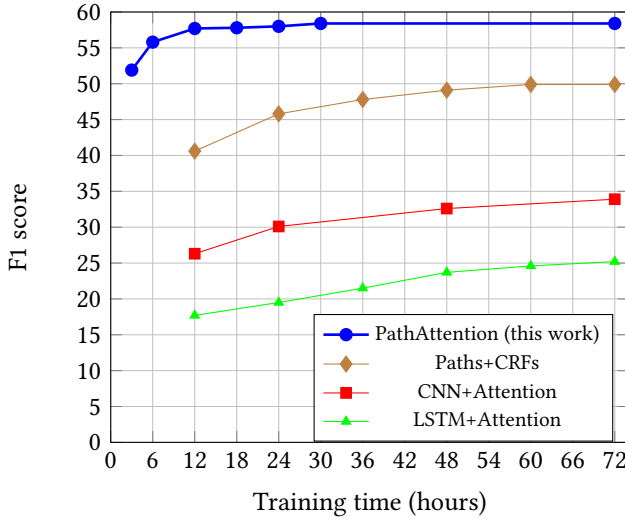 60
55
50
45
40
35
30
25
20
15
10
5
0
F1 score
PathAttention (this work)
Paths+CRFs
CNN+Attention
LSTM+Attention
0 6 12 18 24 30 36 42 48 54 60 66 72
Training time (hours)